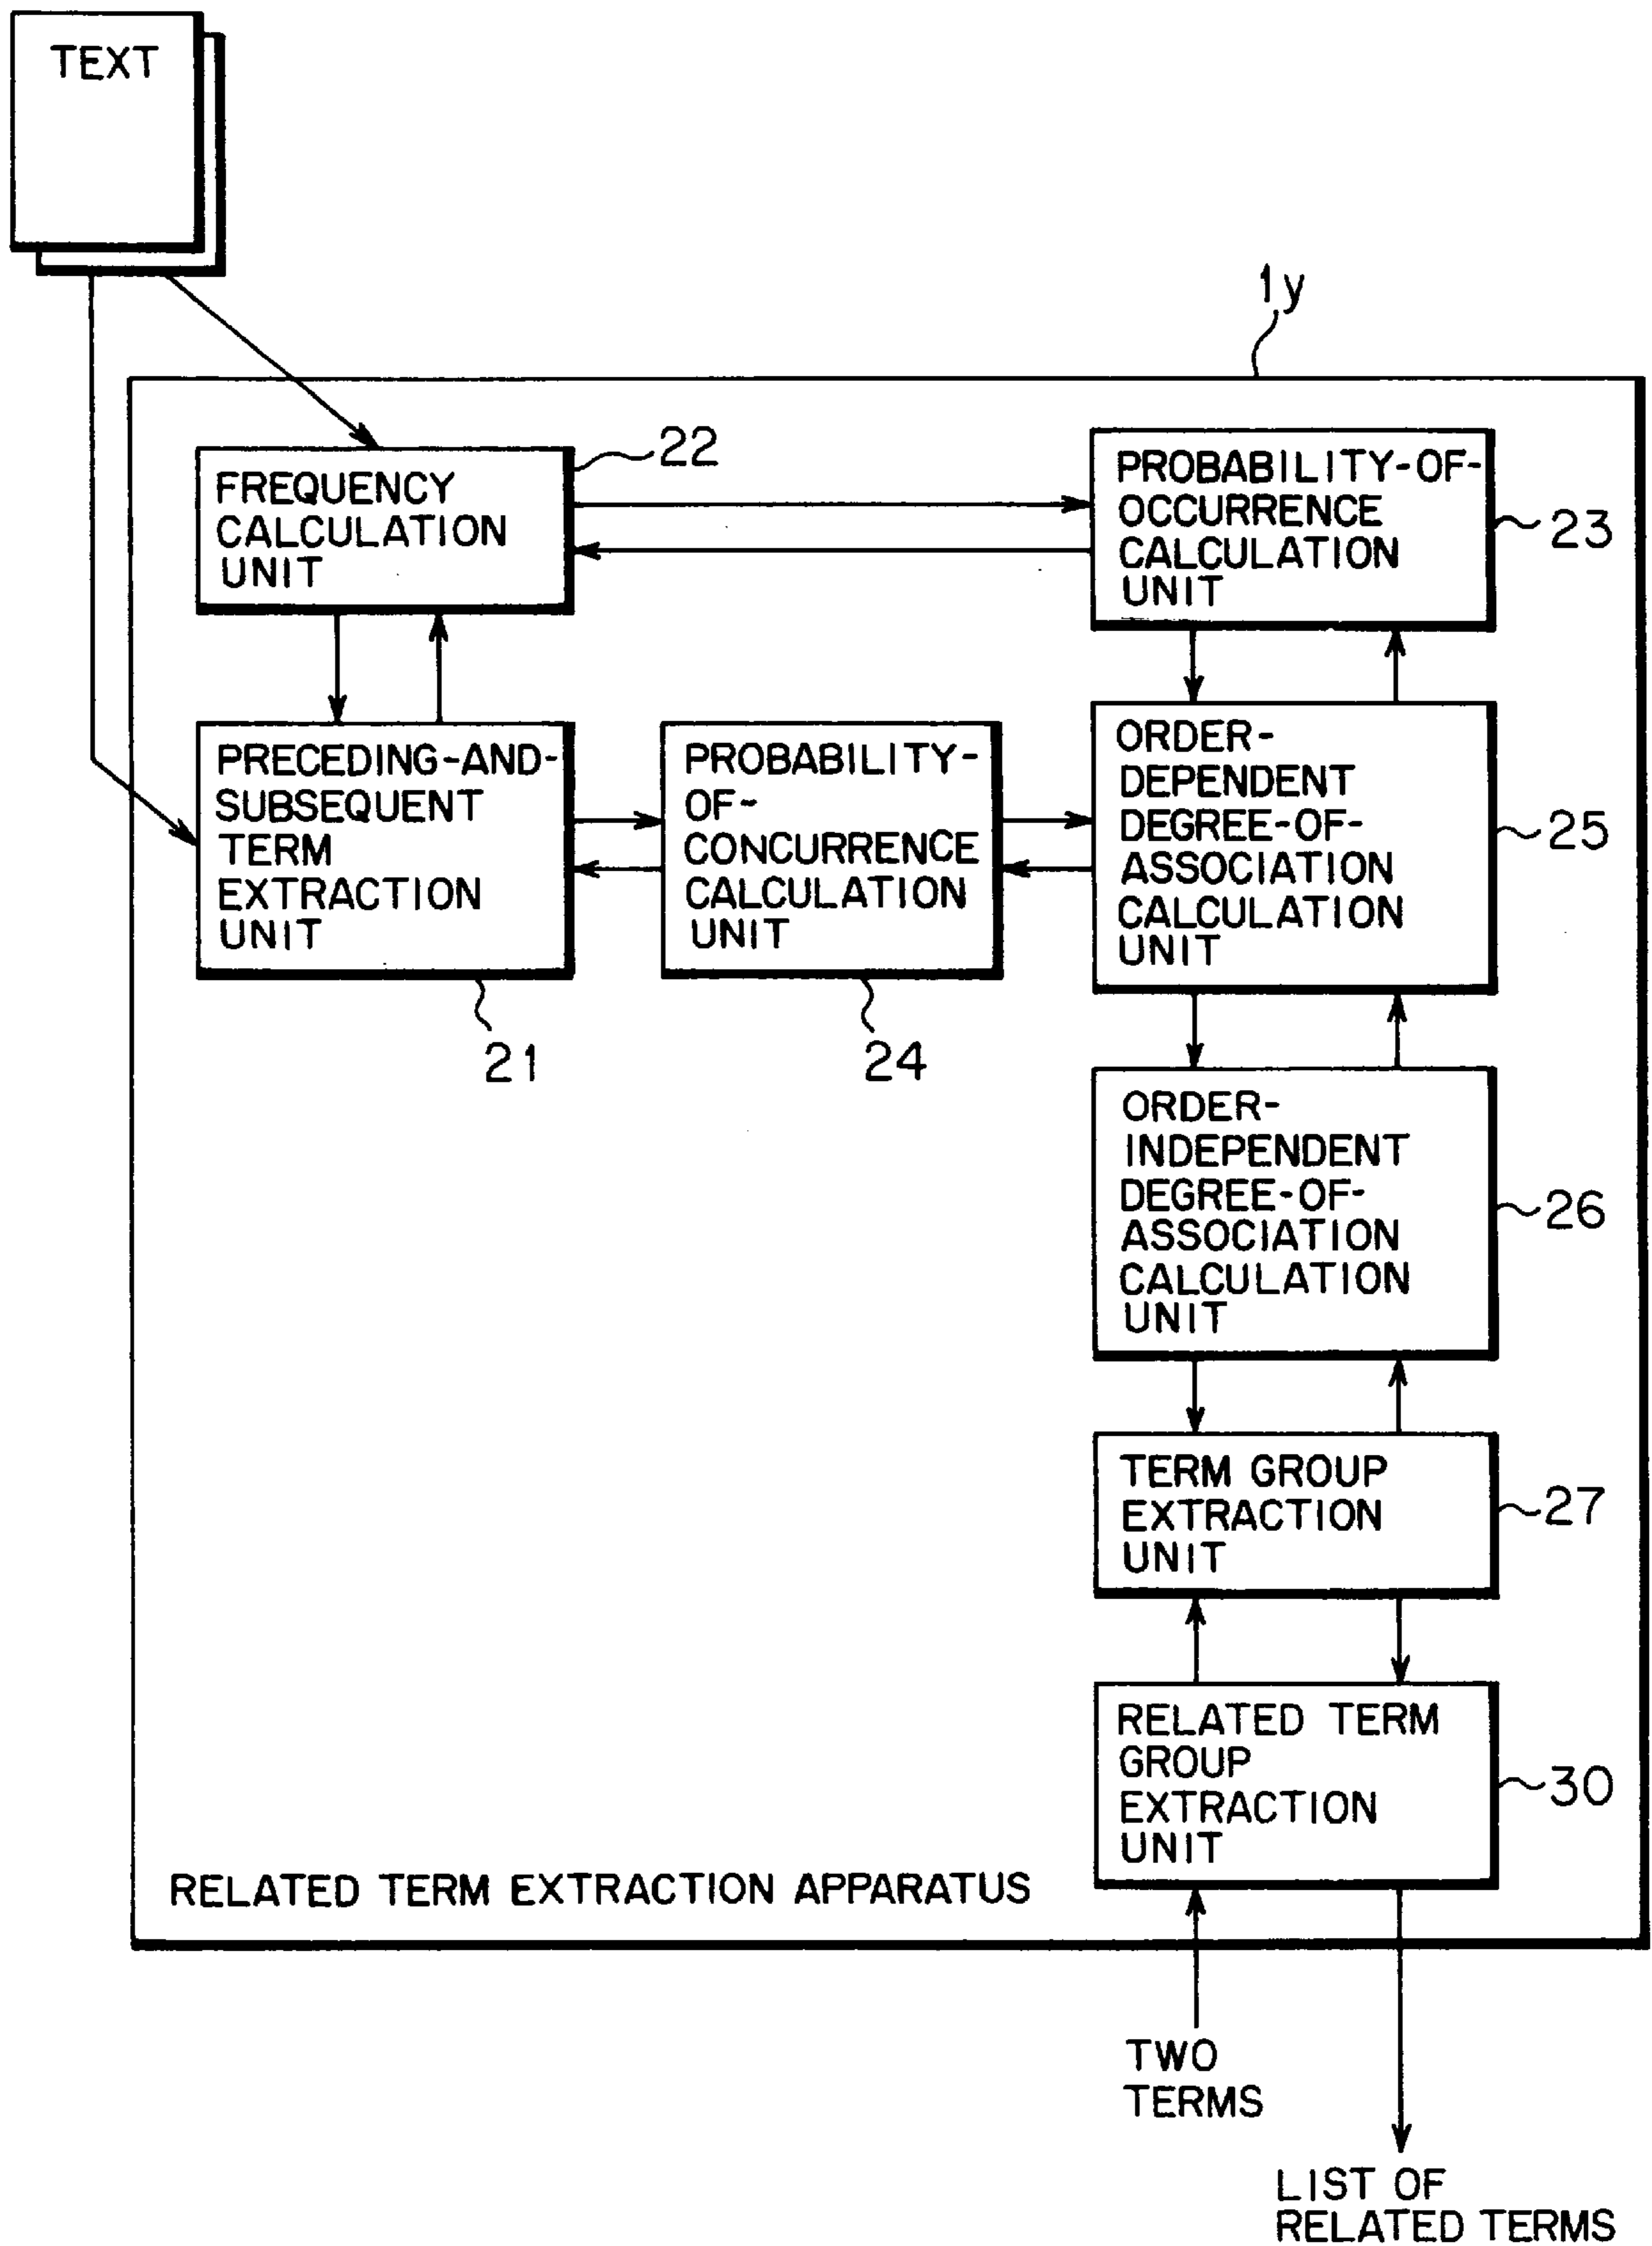 TEXT
1y
FREQUENCY
CALCULATION
UNIT
22
PROBABILITY-OF-
OCCURRENCE
CALCULATION
UNIT
23
PRECEDING-AND-
SUBSEQUENT
TERM
EXTRACTION
UNIT
21
PROBABILITY-
OF-
CONCURRENCE
CALCULATION
UNIT
24
ORDER-
DEPENDENT
DEGREE-OF-
ASSOCIATION
CALCULATION
UNIT
25
ORDER-
INDEPENDENT
DEGREE-OF-
ASSOCIATION
CALCULATION
UNIT
26
TERM GROUP
EXTRACTION
UNIT
27
RELATED TERM
GROUP
EXTRACTION
UNIT
30
RELATED TERM EXTRACTION APPARATUS
TWO
TERMS
LIST OF
RELATED TERMS